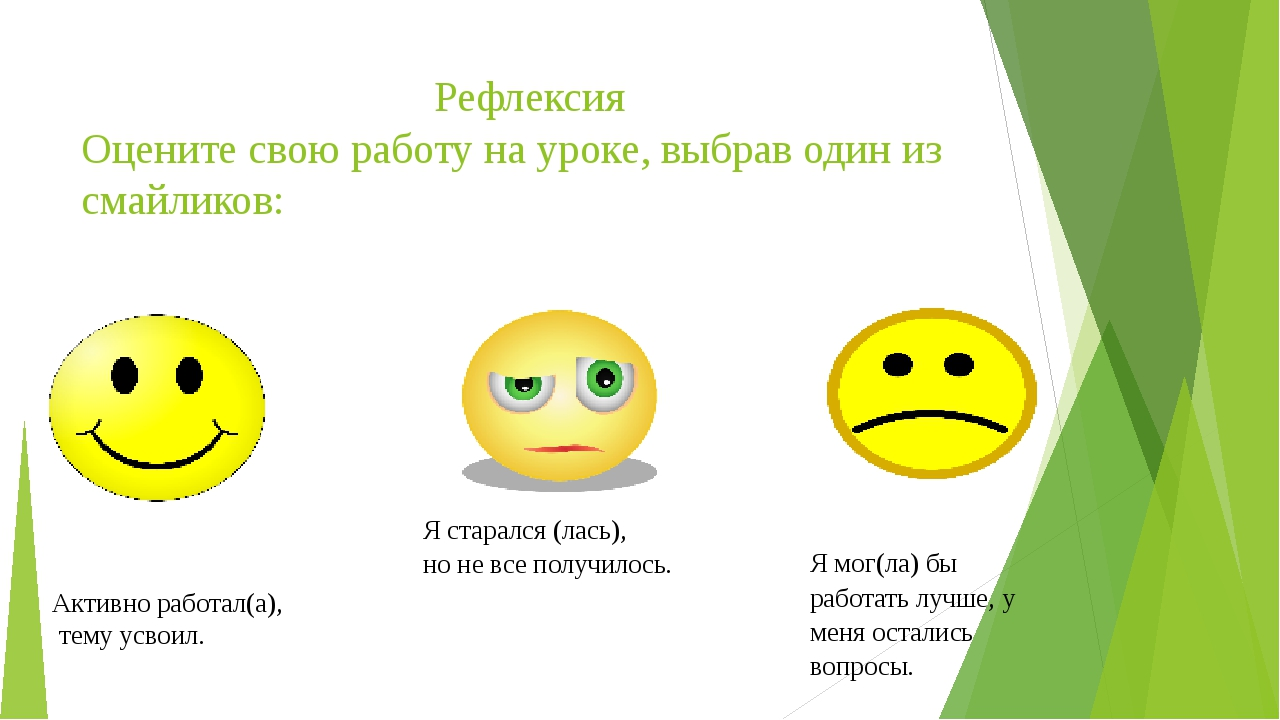 Рефлексия
Оцените свою работу на уроке, выбрав один из
смайликов:
Активно работал(а),
тему усвоил.
Я старался (лась),
но не все получилось.
Я мог(ла) бы
работать лучше, у
меня остались
вопросы.